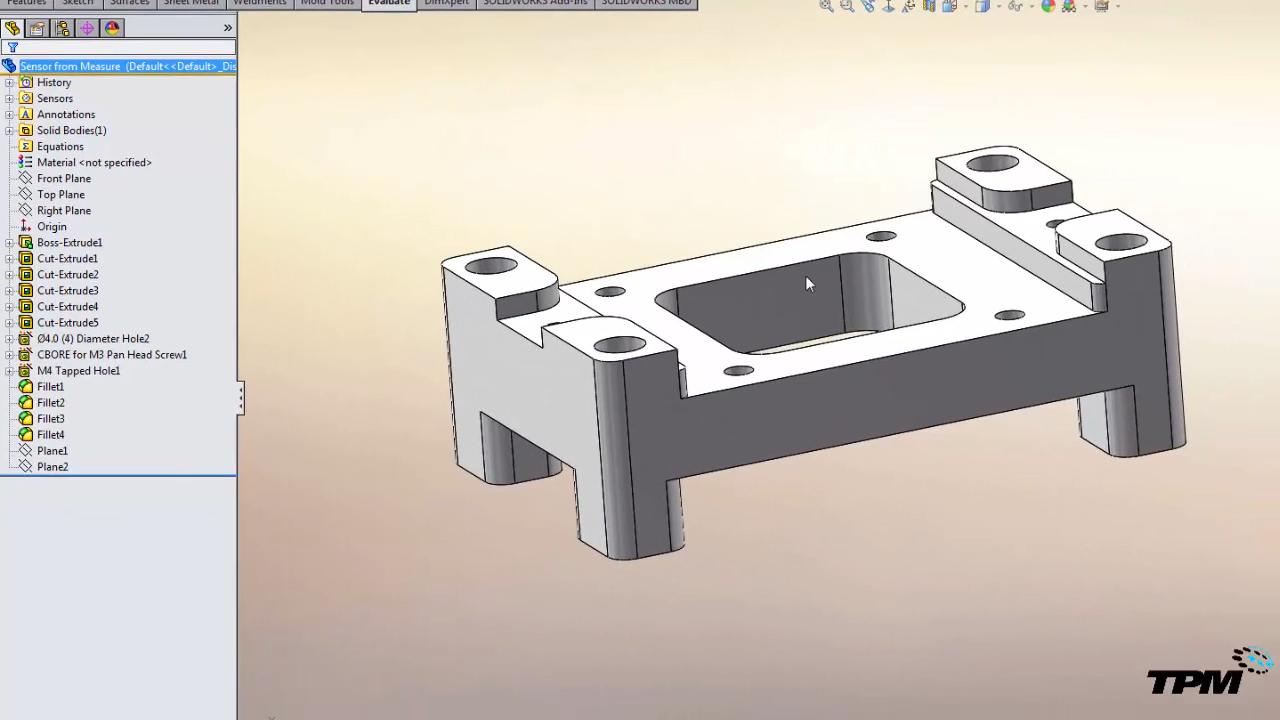 Features Sketch Surfaces Sheet Metal Weldments Mold Tools Evaluate DimXpert SOLIDWORKS Add-Ins SOLIDWORKS MBD
»
Sensor from Measure (Default<<Default>_Dis
History
Sensors
A Annotations
Solid Bodies(1)
Σ Equations
Material <not specified>
Front Plane
Top Plane
Right Plane
Origin
Boss-Extrude1
Cut-Extrude1
Cut-Extrude2
Cut-Extrude3
Cut-Extrude4
Cut-Extrude5
Ø4.0 (4) Diameter Hole2
CBORE for M3 Pan Head Screw1
M4 Tapped Hole1
Fillet1
Fillet2
Fillet3
Fillet4
Plane1
Plane2
TPM